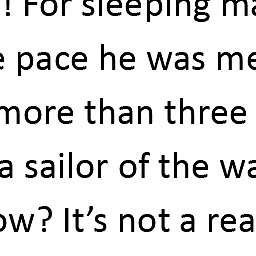 ! For sleeping ma
e pace he was me
more than three
a sailor of the wa
ow? It’s not a rea